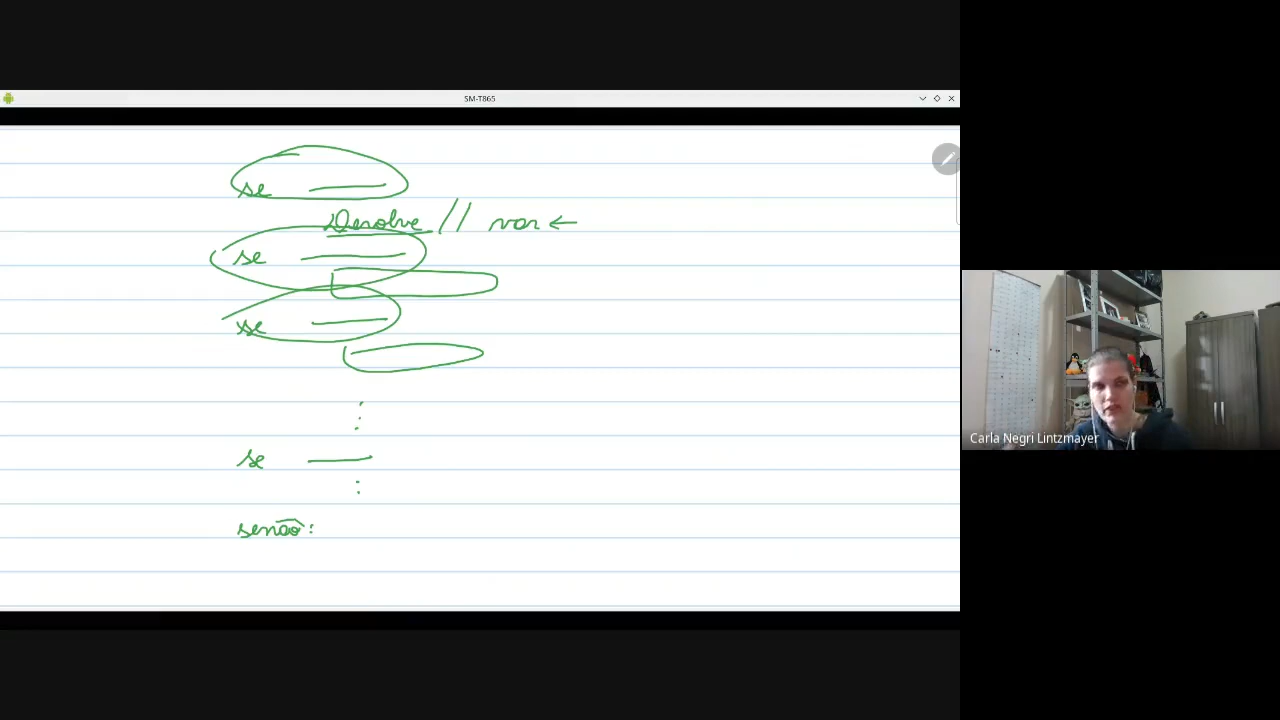 SM-T865
se
Devolve // var ←
se
se
se
senão:
Carla Negri Lintzmayer